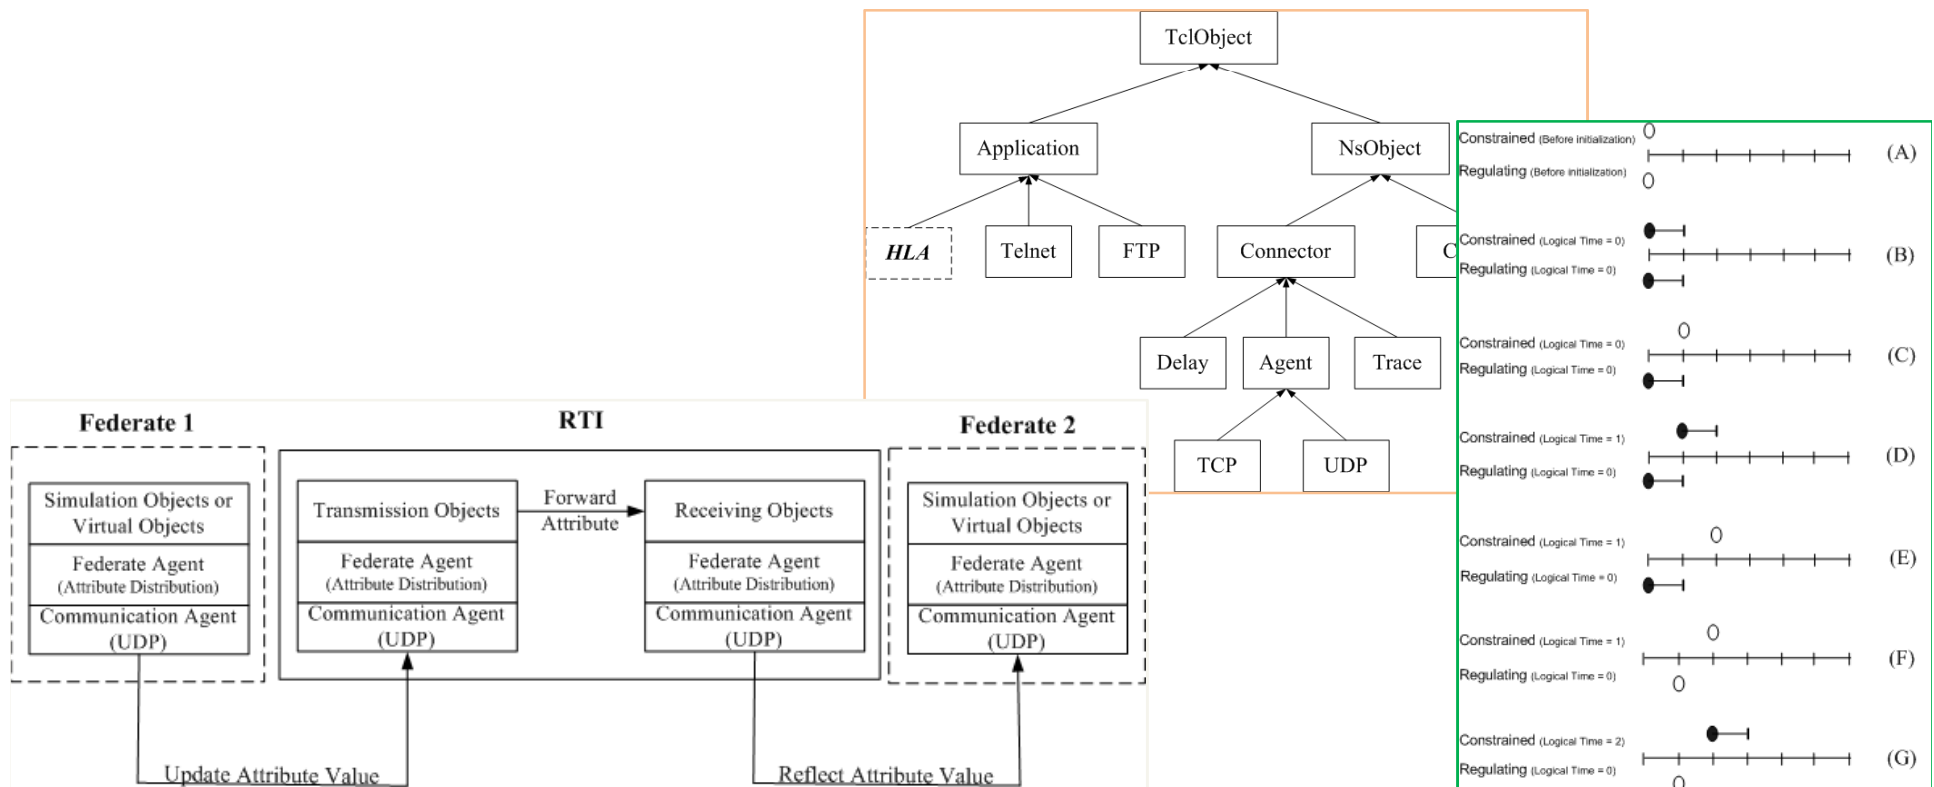 TclObject
Application
NsObject
HLA
Telnet
FTP
Connector
C
Delay
Agent
Trace
TCP
UDP
Federate 1
RTI
Federate 2
Simulation Objects or
Virtual Objects
Federate Agent
(Attribute Distribution)
Communication Agent
(UDP)
Transmission Objects
Federate Agent
(Attribute Distribution)
Communication Agent
(UDP)
Forward
Attribute
Receiving Objects
Federate Agent
(Attribute Distribution)
Communication Agent
(UDP)
Simulation Objects or
Virtual Objects
Federate Agent
(Attribute Distribution)
Communication Agent
(UDP)
Update Attribute Value
Reflect Attribute Value
Constrained (Before initialization)
Regulating (Before initialization)
(A)
Constrained (Logical Time = 0)
Regulating (Logical Time = 0)
(B)
Constrained (Logical Time = 0)
Regulating (Logical Time = 0)
(C)
Constrained (Logical Time = 1)
Regulating (Logical Time = 0)
(D)
Constrained (Logical Time = 1)
Regulating (Logical Time = 0)
(E)
Constrained (Logical Time = 1)
Regulating (Logical Time = 0)
(F)
Constrained (Logical Time = 2)
Regulating (Logical Time = 0)
(G)